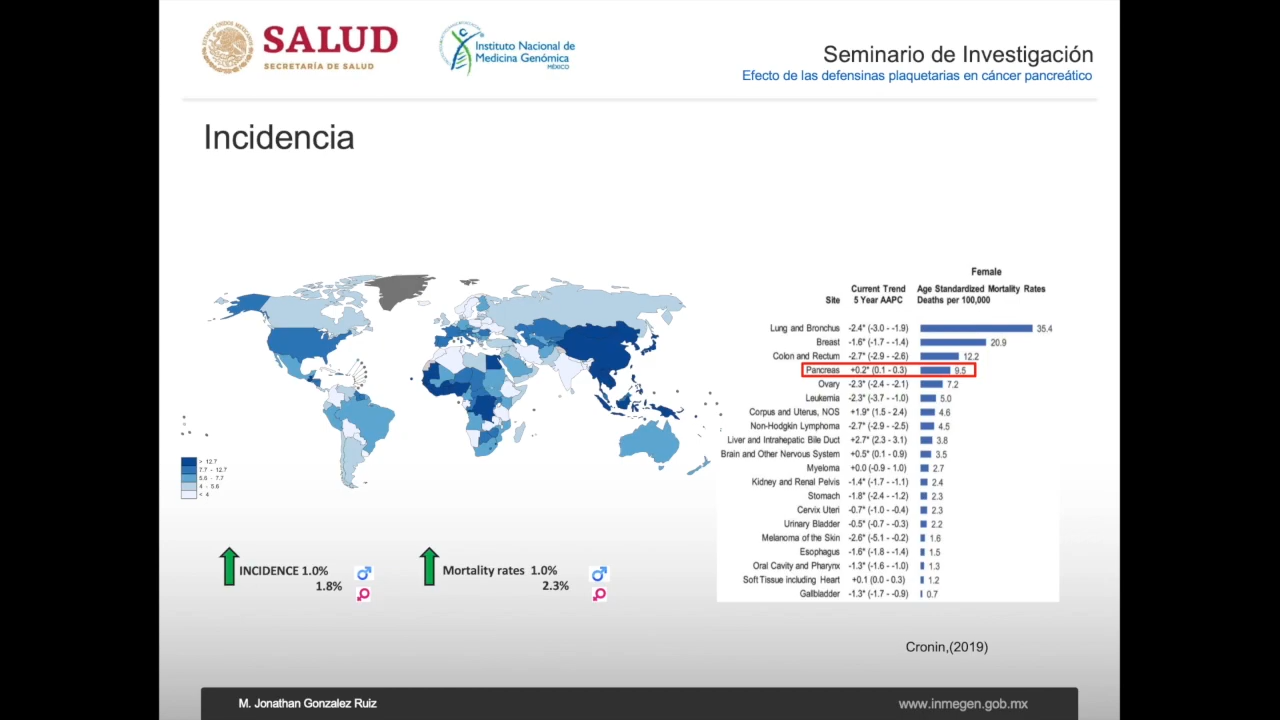 SALUD
SECRETARÍA DE SALUD
Instituto Nacional de
Medicina Genómica
MÉXICO
Seminario de Investigación
Efecto de las defensinas plaquetarias en cáncer pancreático
Incidencia
Female
Current Trend Age Standardized Mortality Rates
Site 5 Year AAPC Deaths per 100,000
Lung and Bronchus -2.4* (-3.0 - -1.9) 35.4
Breast -1.6* (-1.7 - -1.4) 20.9
Colon and Rectum -2.7* (-2.9 - -2.6) 12.2
Pancreas +0.2* (0.1 - 0.3) 9.5
Ovary -2.3* (-2.4 - -2.1) 7.2
Leukemia -2.3* (-3.7 - -1.0) 5.0
Corpus and Uterus, NOS +1.9* (1.5 - 2.4) 4.6
Non-Hodgkin Lymphoma -2.7* (-2.9 - -2.5) 4.5
Liver and Intrahepatic Bile Duct +2.7* (2.3 - 3.1) 3.8
Brain and Other Nervous System +0.5* (0.1 - 0.9) 3.5
Myeloma +0.0 (-0.9 - 1.0) 2.7
Kidney and Renal Pelvis -1.4* (-1.7 - -1.1) 2.4
Stomach -1.8* (-2.4 - -1.2) 2.3
Cervix Uteri -0.7* (-1.0 - -0.4) 2.3
Urinary Bladder -0.5* (-0.7 - -0.3) 2.2
Melanoma of the Skin -2.6* (-5.1 - -0.2) 1.6
Esophagus -1.6* (-1.8 - -1.4) 1.5
Oral Cavity and Pharynx -1.3* (-1.6 - -1.0) 1.3
Soft Tissue including Heart +0.1 (0.0 - 0.3) 1.2
Gallbladder -1.3* (-1.7 - -0.9) 0.7
> 12.7
7.7 - 12.7
5.6 - 7.7
4 - 5.6
< 4
INCIDENCE 1.0% ♂
1.8% ♀
Mortality rates 1.0% ♂
2.3% ♀
Cronin,(2019)
M. Jonathan Gonzalez Ruiz
www.inmegen.gob.mx